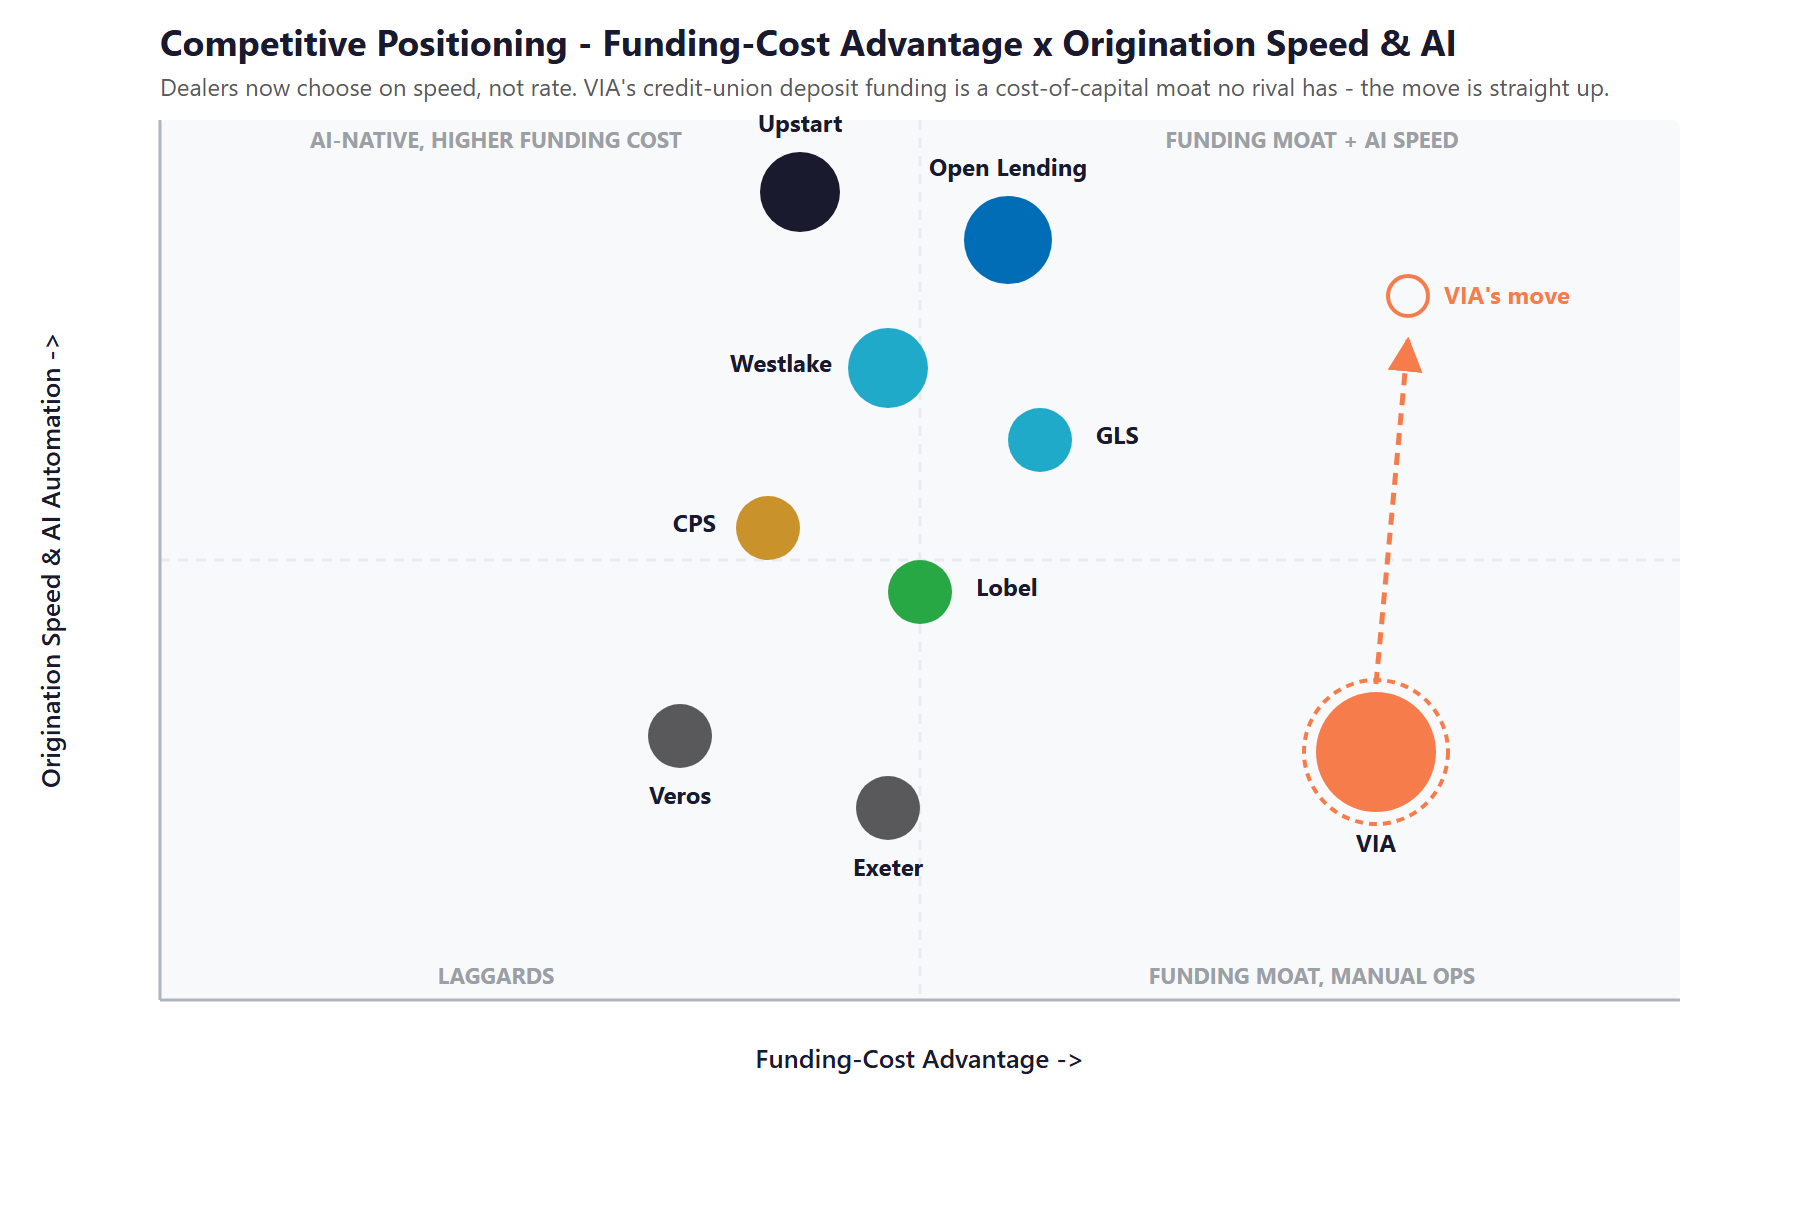 Competitive Positioning - Funding-Cost Advantage x Origination Speed & AI
Dealers now choose on speed, not rate. VIA's credit-union deposit funding is a cost-of-capital moat no rival has - the move is straight up.
Upstart
AI-NATIVE, HIGHER FUNDING COST
FUNDING MOAT + AI SPEED
Open Lending
VIA's move
Westlake
GLS
CPS
Lobel
Veros
VIA
Exeter
LAGGARDS
FUNDING MOAT, MANUAL OPS
Origination Speed & AI Automation ->
Funding-Cost Advantage ->